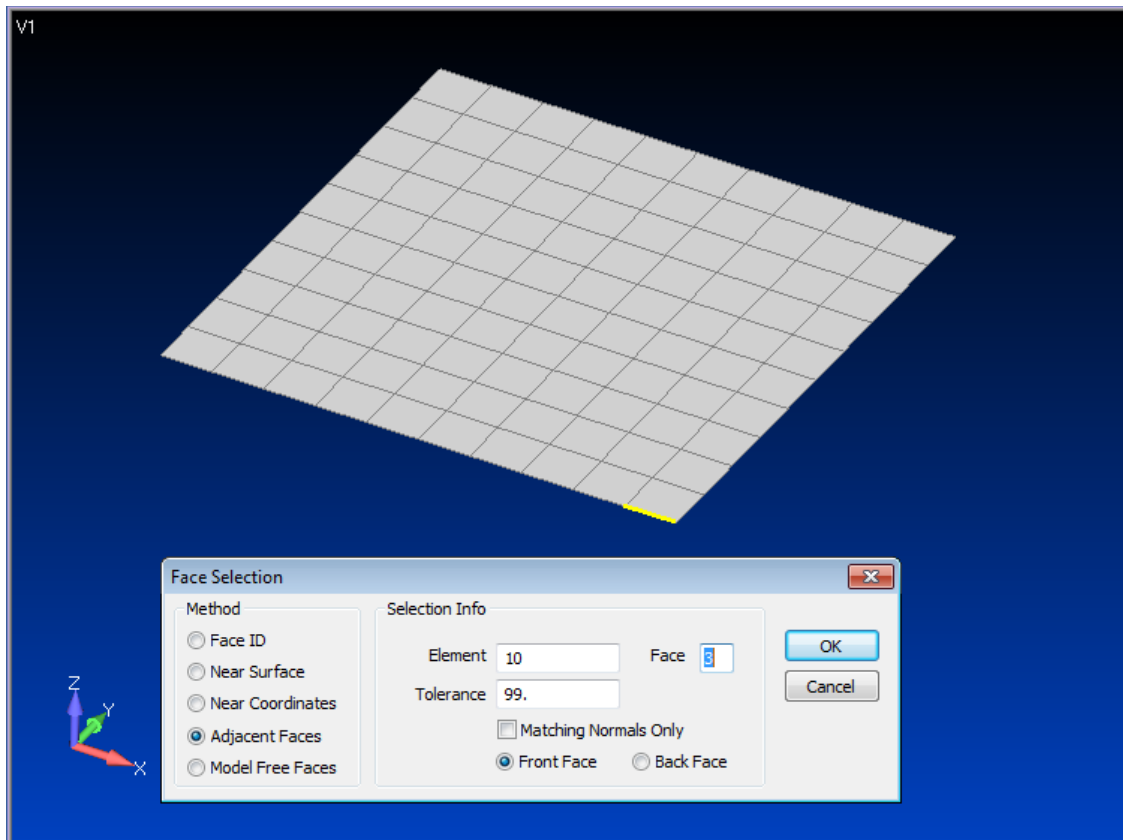 V1
Face Selection
Method
Face ID
Near Surface
Near Coordinates
Adjacent Faces
Model Free Faces
Selection Info
Element 10 Face 3
Tolerance 99.
Matching Normals Only
Front Face Back Face
OK
Cancel
Z
Y
X